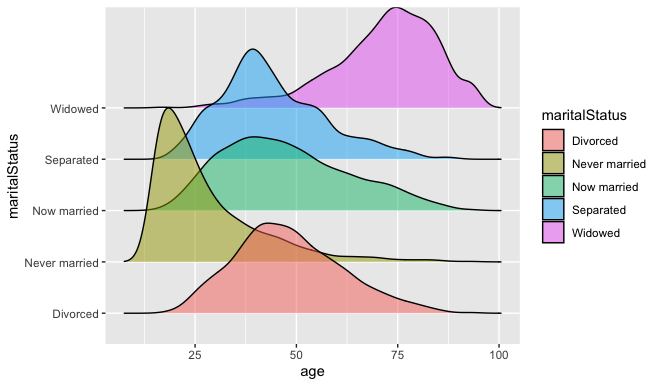 maritalStatus
Widowed
Separated
Now married
Never married
Divorced
25
50
75
100
age
maritalStatus
Divorced
Never married
Now married
Separated
Widowed